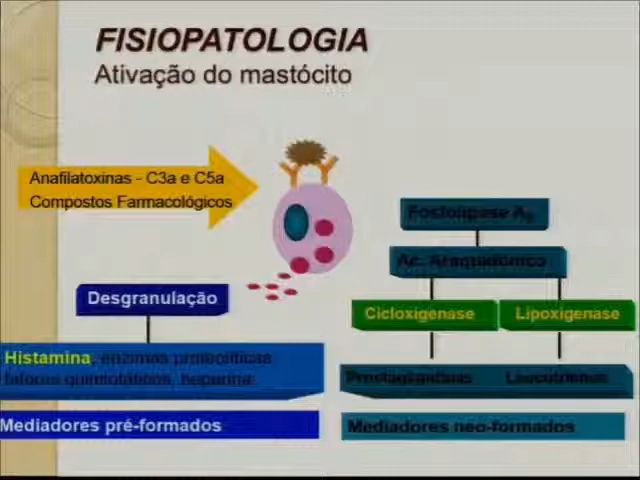 FISIOPATOLOGIA
Ativação do mastócito
Anafilatoxinas - C3a e C5a
Compostos Farmacológicos
Fosfolipase A₂
Ac. Araquidônico
Desgranulação
Cicloxigenase
Lipoxigenase
Histamina, enzimas proteolíticas
fatores quimiotáticos, heparina
Prostaglandinas Leucotrienos
Mediadores pré-formados
Mediadores neo-formados